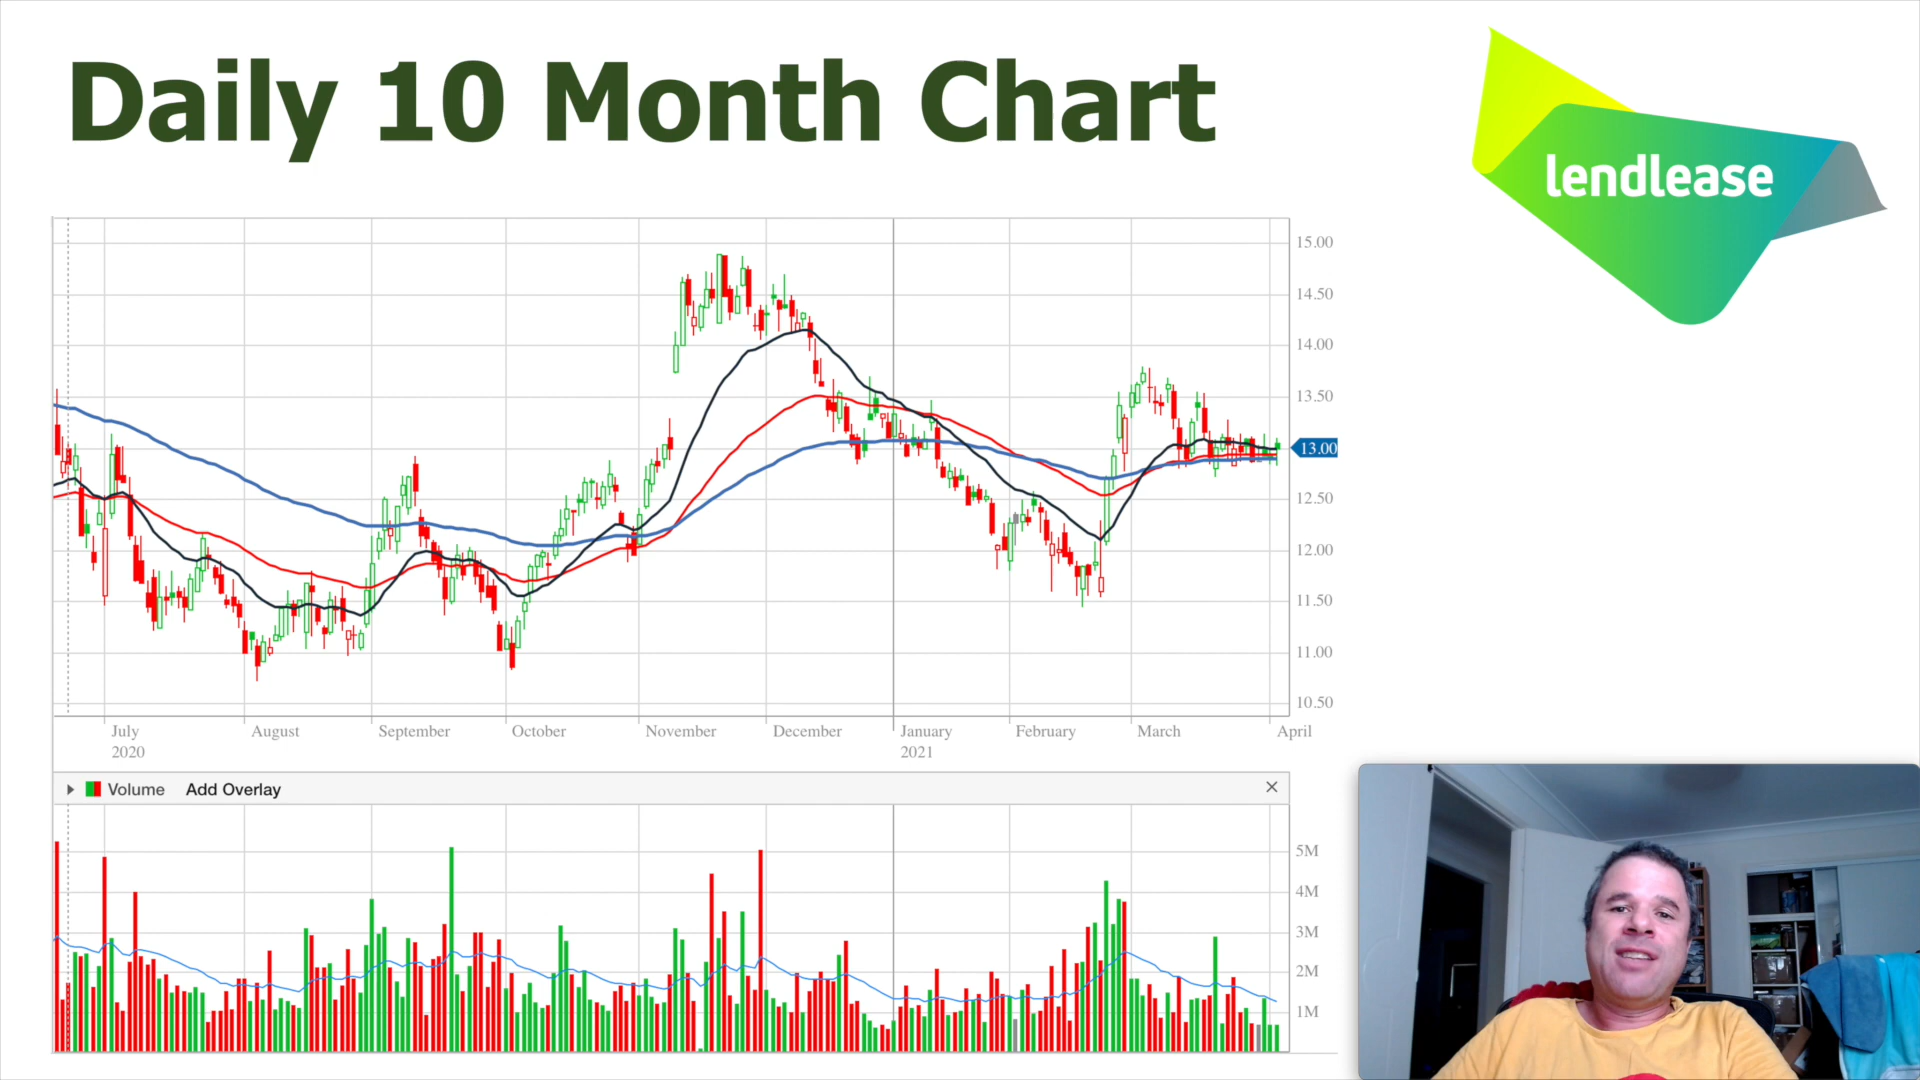 Daily 10 Month Chart
lendlease
15.00
14.50
14.00
13.50
13.00
12.50
12.00
11.50
11.00
10.50
July August September October November December January February March April
2020 2021
Volume Add Overlay
5M
4M
3M
2M
1M